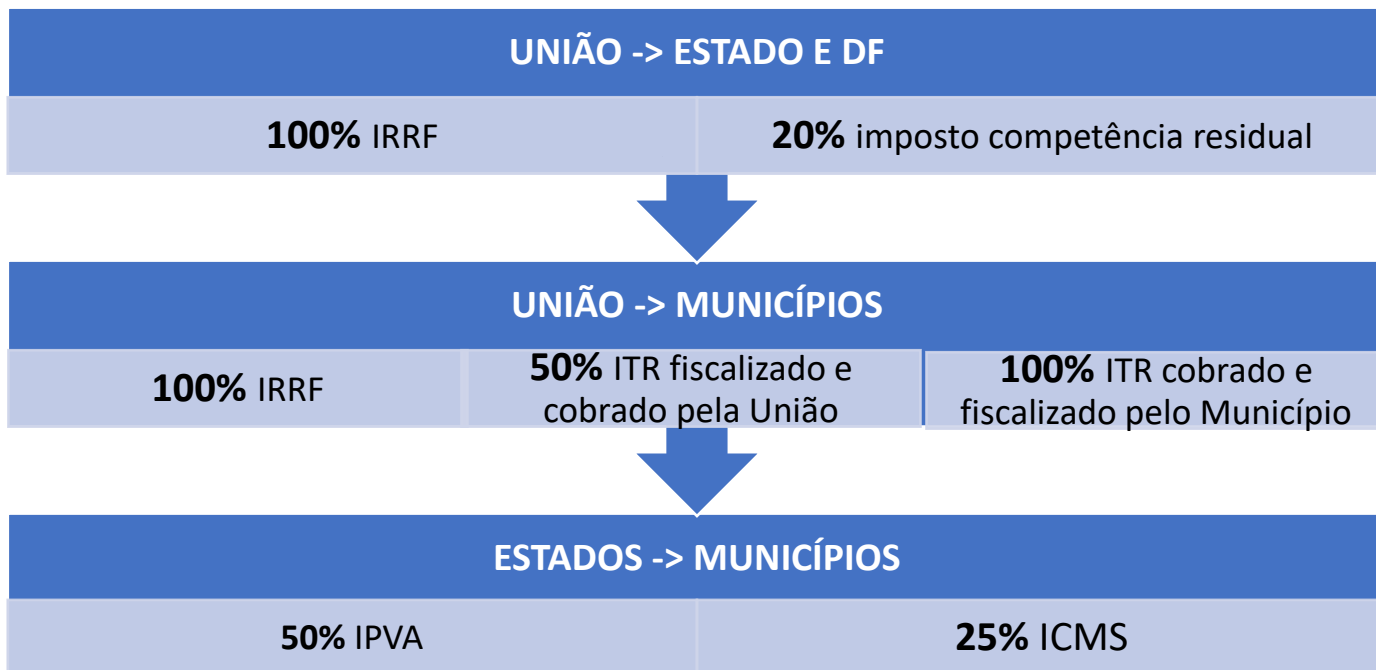 UNIÃO -> ESTADO E DF
100% IRRF
20% imposto competência residual
UNIÃO -> MUNICÍPIOS
100% IRRF
50% ITR fiscalizado e
cobrado pela União
100% ITR cobrado e
fiscalizado pelo Município
ESTADOS -> MUNICÍPIOS
50% IPVA
25% ICMS